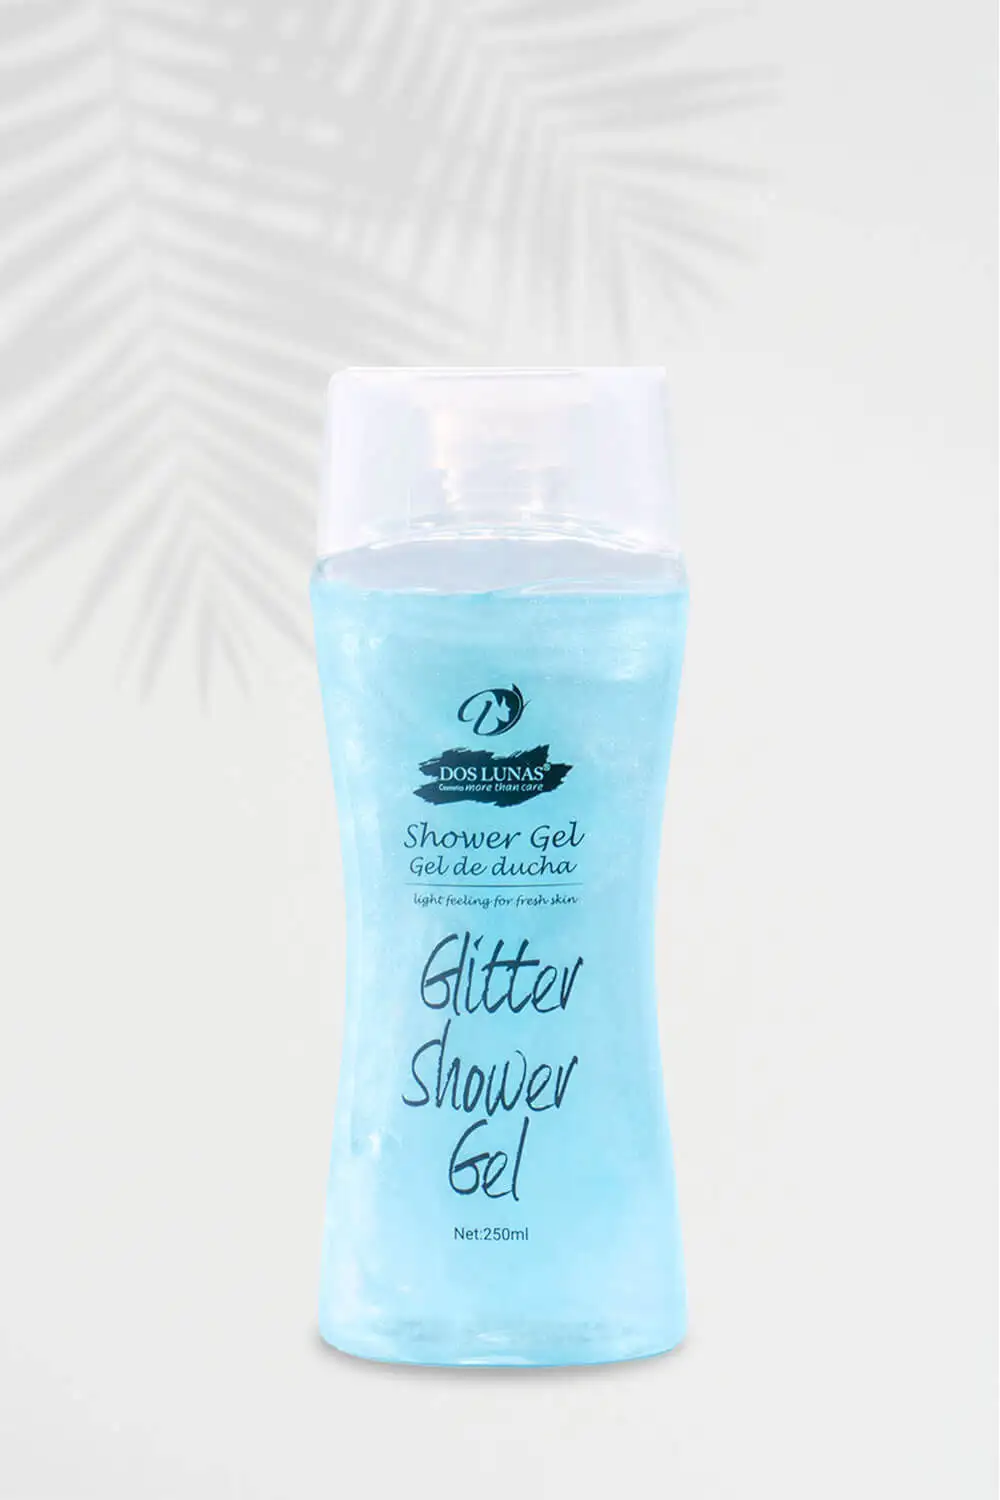 DOS LUNAS®
Cosmetics more than care
Shower Gel
Gel de ducha
light feeling for fresh skin
Glitter
Shower
Gel
Net:250ml